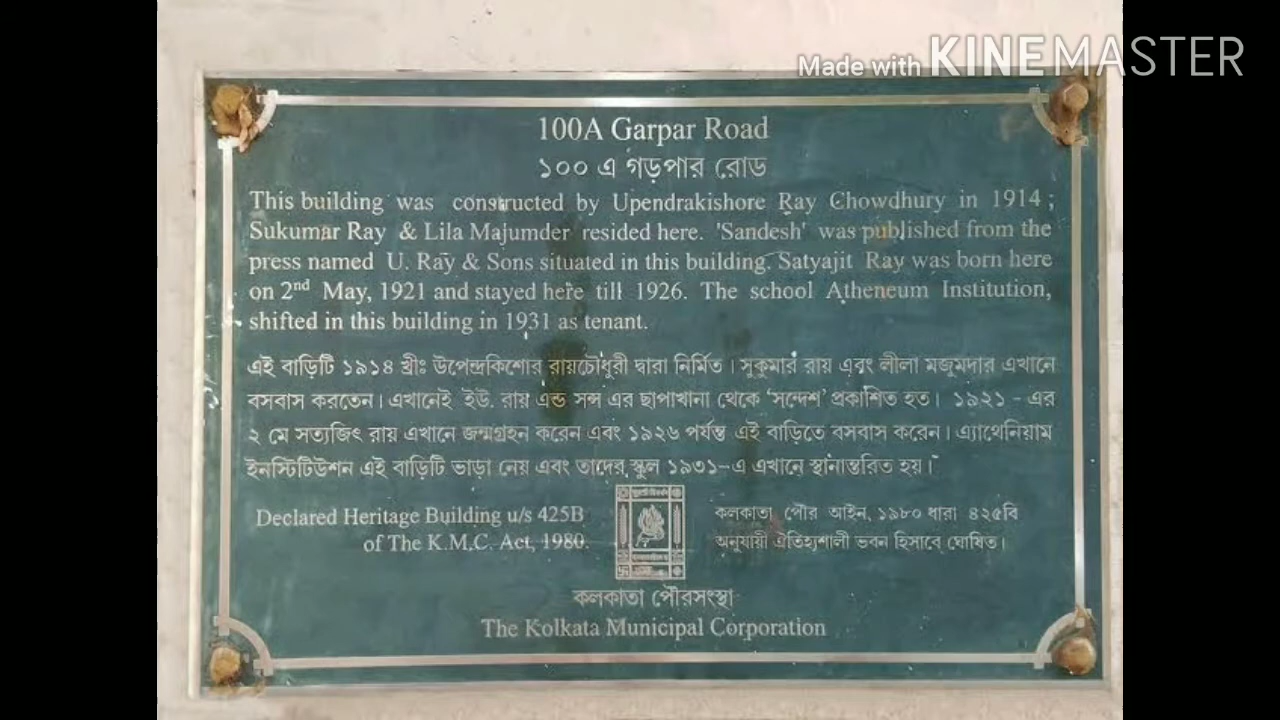 Made with KINEMASTER
100A Garpar Road
১০০ এ গড়পার রোড
This building was constructed by Upendrakishore Ray Chowdhury in 1914 ;
Sukumar Ray & Lila Majumder resided here. 'Sandesh' was published from the
press named U. Ray & Sons situated in this building. Satyajit Ray was born here
on 2nd May, 1921 and stayed here till 1926. The school Atheneum Institution,
shifted in this building in 1931 as tenant.
এই বাড়িটি ১৯১৪ খ্রীঃ উপেন্দ্রকিশোর রায়চৌধুরী দ্বারা নির্মিত। সুকুমার রায় এবং লীলা মজুমদার এখানে
বসবাস করতেন। এখানেই ইউ. রায় এন্ড সন্স এর ছাপাখানা থেকে ‘সন্দেশ’ প্রকাশিত হত। ১৯২১ - এর
২ মে সত্যজিৎ রায় এখানে জন্মগ্রহন করেন এবং ১৯২৬ পর্যন্ত এই বাড়িতে বসবাস করেন। এ্যাথেনিয়াম
ইনস্টিটিউশন এই বাড়িটি ভাড়া নেয় এবং তাদের স্কুল ১৯৩১-এ এখানে স্থানান্তরিত হয়।
Declared Heritage Building u/s 425B
of The K.M.C. Act, 1980.
কলকাতা পৌর আইন, ১৯৮০ ধারা ৪২৫বি
অনুযায়ী ঐতিহ্যশালী ভবন হিসাবে ঘোষিত।
কলকাতা পৌরসংস্থা
The Kolkata Municipal Corporation